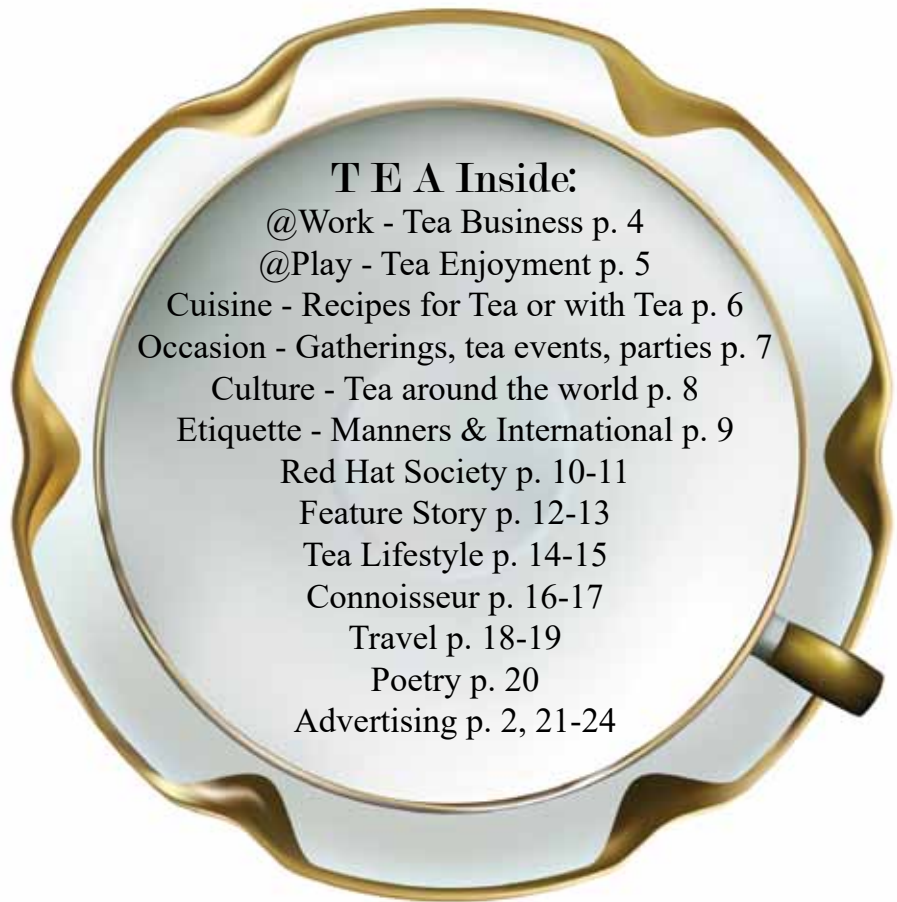 T E A Inside:
@Work - Tea Business p. 4
@Play - Tea Enjoyment p. 5
Cuisine - Recipes for Tea or with Tea p. 6
Occasion - Gatherings, tea events, parties p. 7
Culture - Tea around the world p. 8
Etiquette - Manners & International p. 9
Red Hat Society p. 10-11
Feature Story p. 12-13
Tea Lifestyle p. 14-15
Connoisseur p. 16-17
Travel p. 18-19
Poetry p. 20
Advertising p. 2, 21-24